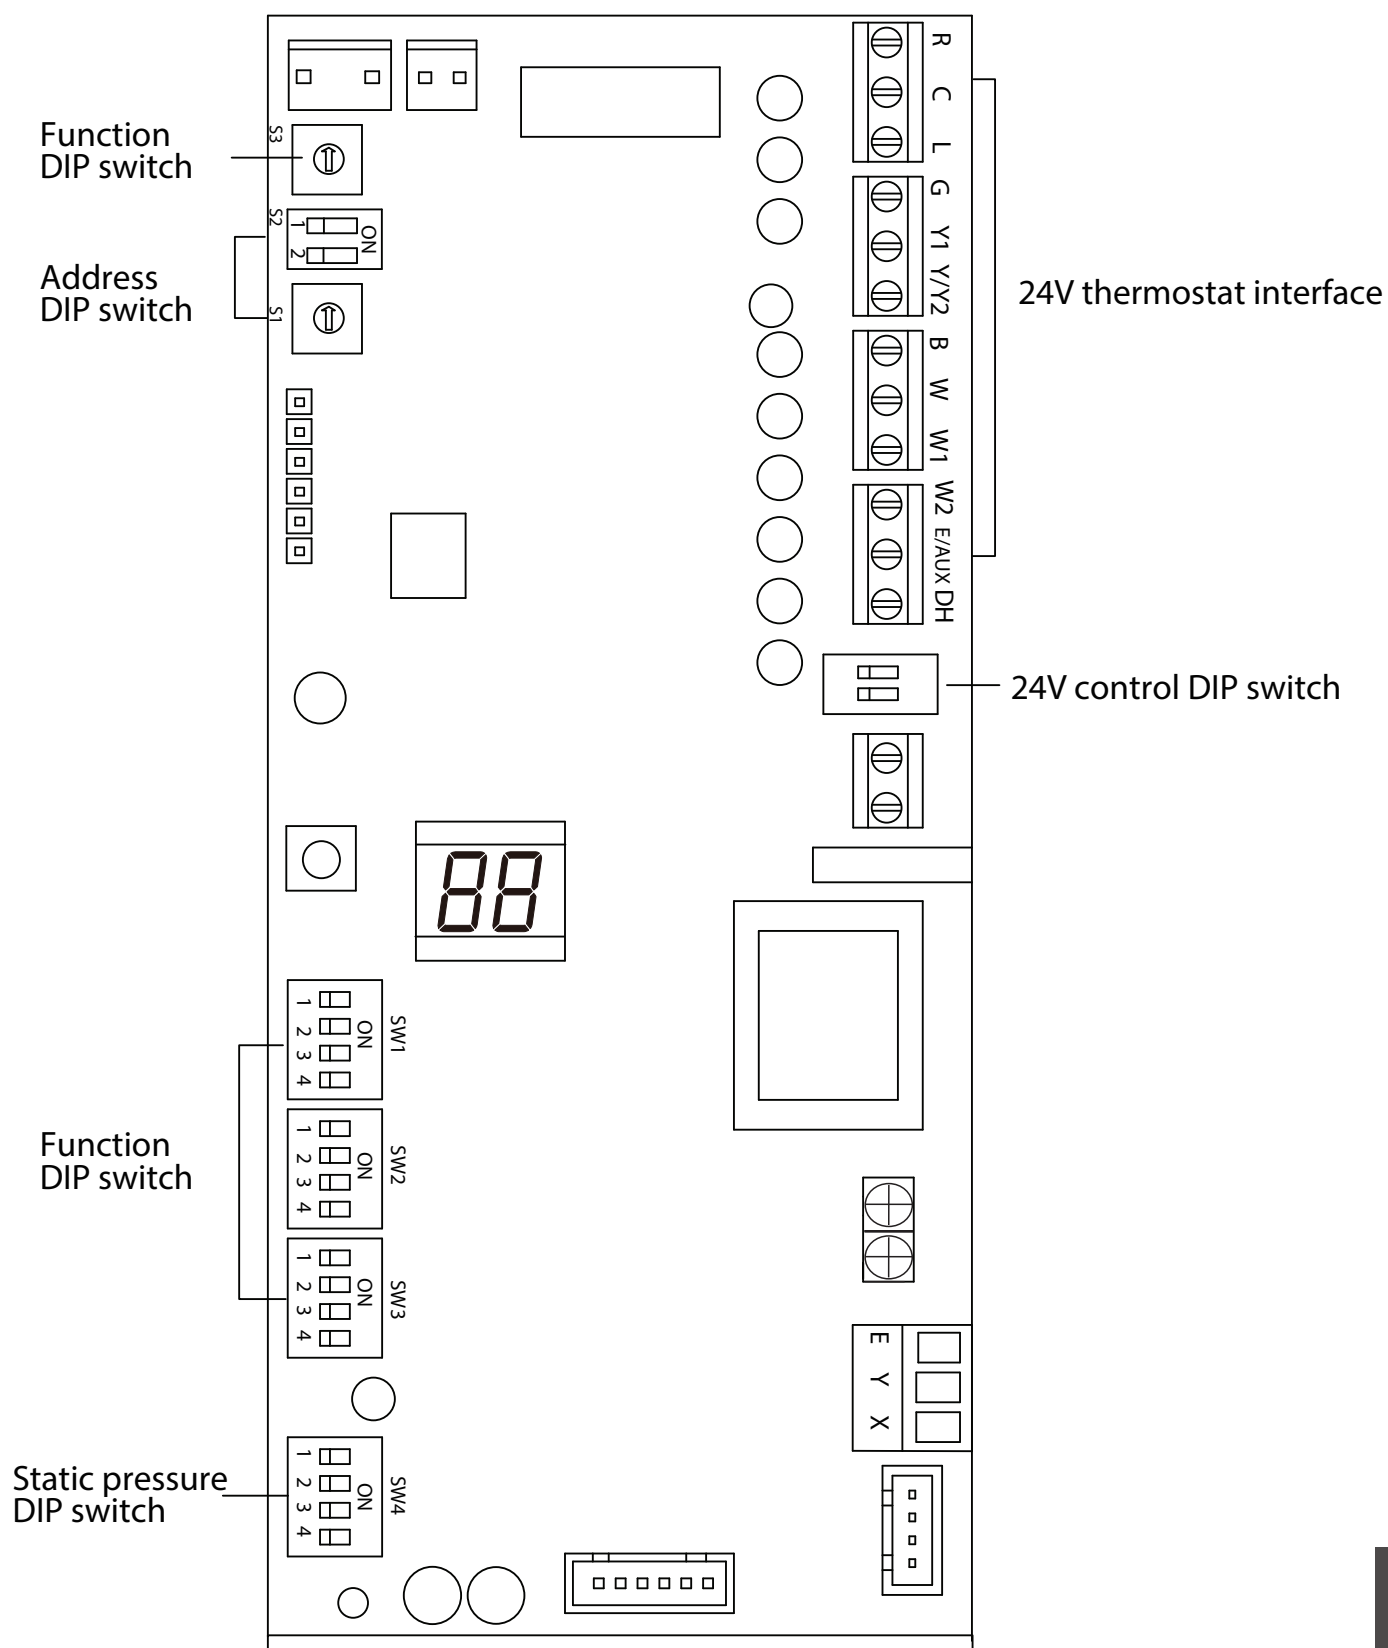 Function
DIP switch
Address
DIP switch
S3
S2
1
2
ON
S1
R
C
L
G
Y1
Y/Y2
B
W
W1
W2
E/AUX
DH
24V thermostat interface
24V control DIP switch
88
Function
DIP switch
1
2
3
4
ON
SW1
1
2
3
4
ON
SW2
1
2
3
4
ON
SW3
E
Y
X
Static pressure
DIP switch
1
2
3
4
ON
SW4